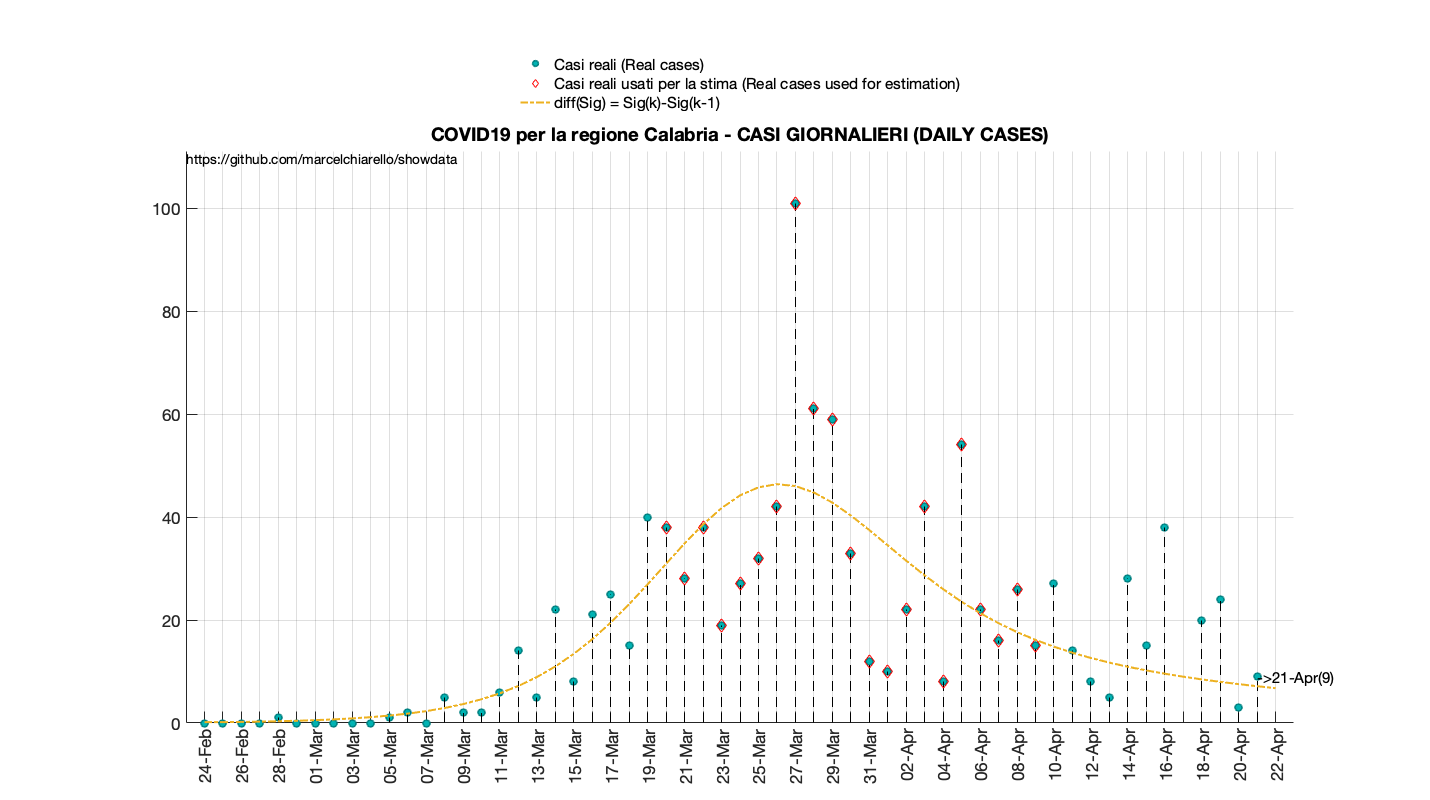 Casi reali (Real cases)
Casi reali usati per la stima (Real cases used for estimation)
diff(Sig) = Sig(k)-Sig(k-1)
COVID19 per la regione Calabria - CASI GIORNALIERI (DAILY CASES)
https://github.com/marcelchiarello/showdata
100
80
60
40
20
0
->21-Apr(9)
24-Feb
26-Feb
28-Feb
01-Mar
03-Mar
05-Mar
07-Mar
09-Mar
11-Mar
13-Mar
15-Mar
17-Mar
19-Mar
21-Mar
23-Mar
25-Mar
27-Mar
29-Mar
31-Mar
02-Apr
04-Apr
06-Apr
08-Apr
10-Apr
12-Apr
14-Apr
16-Apr
18-Apr
20-Apr
22-Apr